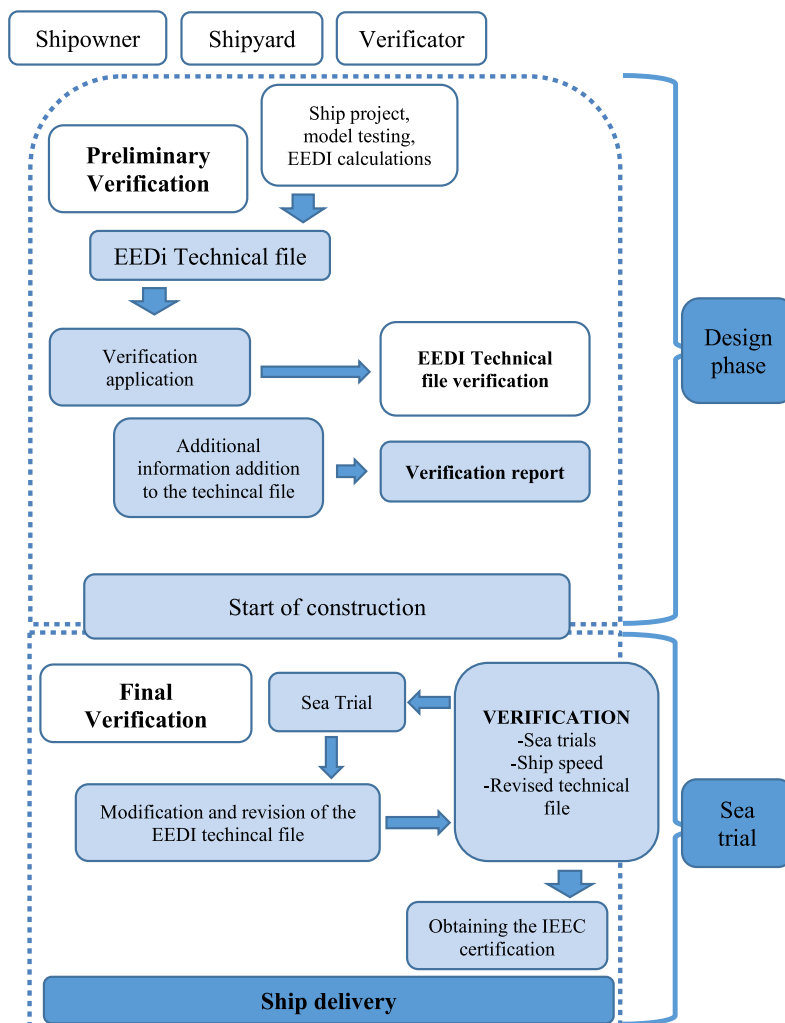 Shipowner
Shipyard
Verificator
Ship project,
model testing,
EEDI calculations
Preliminary
Verification
EEDi Technical file
Verification
application
EEDI Technical
file verification
Additional
information addition
to the techincal file
Verification report
Design
phase
Start of construction
Final
Verification
Sea Trial
VERIFICATION
-Sea trials
-Ship speed
-Revised technical
file
Modification and revision of the
EEDI techincal file
Sea
trial
Obtaining the IEEC
certification
Ship delivery